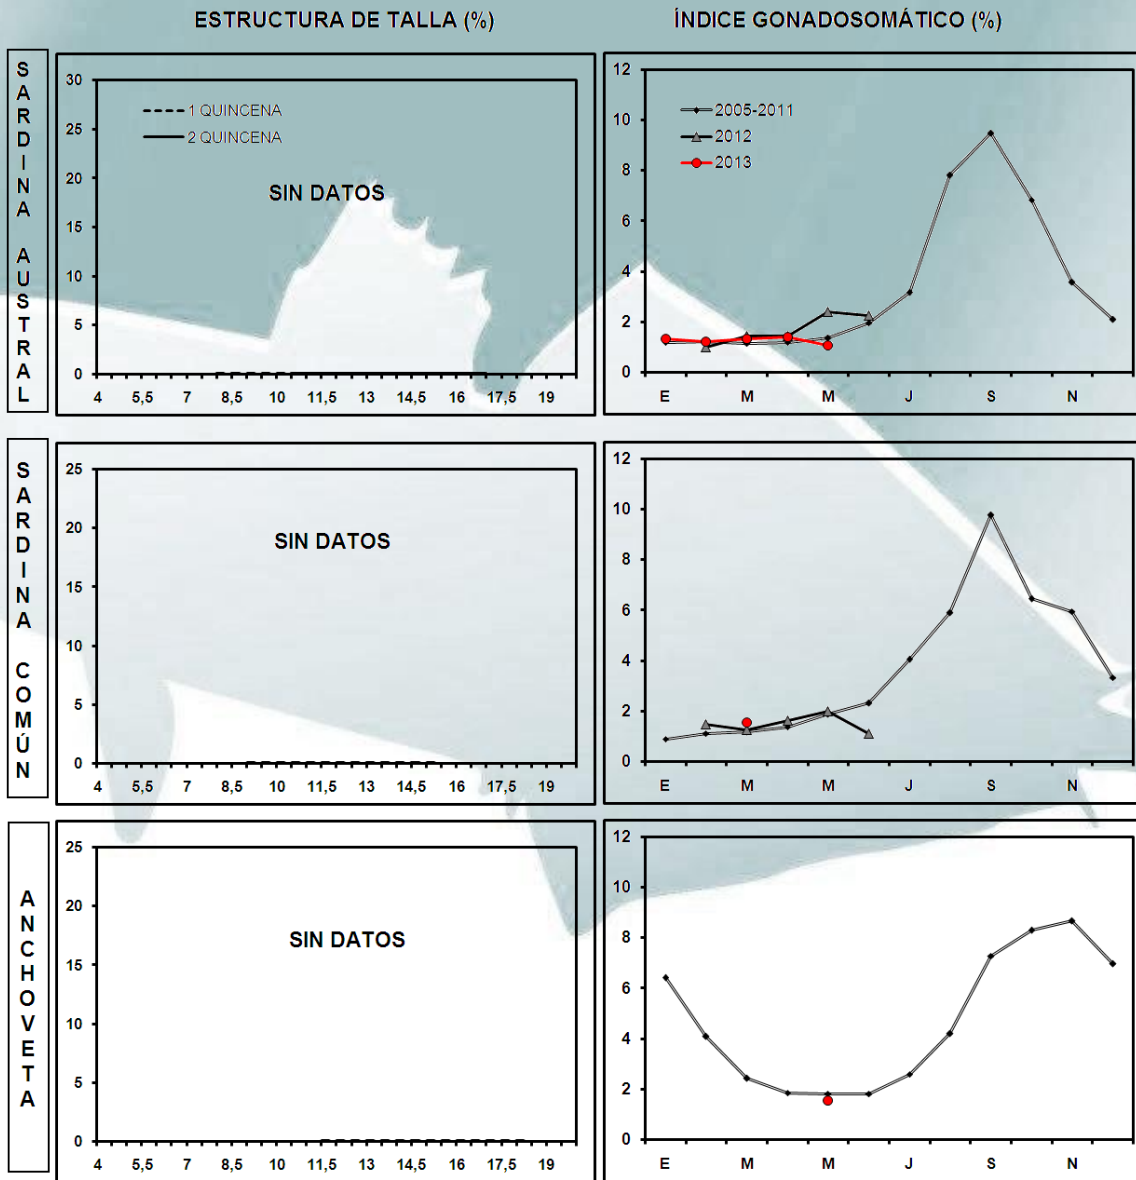 ESTRUCTURA DE TALLA (%)
ÍNDICE GONADOSOMÁTICO (%)
SARDINA AUSTRAL
30
25
20
15
10
5
0
1 QUINCENA
2 QUINCENA
SIN DATOS
4 5,5 7 8,5 10 11,5 13 14,5 16 17,5 19
12
10
8
6
4
2
0
2005-2011
2012
2013
E M M J S N
SARDINA COMÚN
25
20
15
10
5
0
SIN DATOS
4 5,5 7 8,5 10 11,5 13 14,5 16 17,5 19
12
10
8
6
4
2
0
E M M J S N
ANCHOVETA
25
20
15
10
5
0
SIN DATOS
4 5,5 7 8,5 10 11,5 13 14,5 16 17,5 19
12
10
8
6
4
2
0
E M M J S N